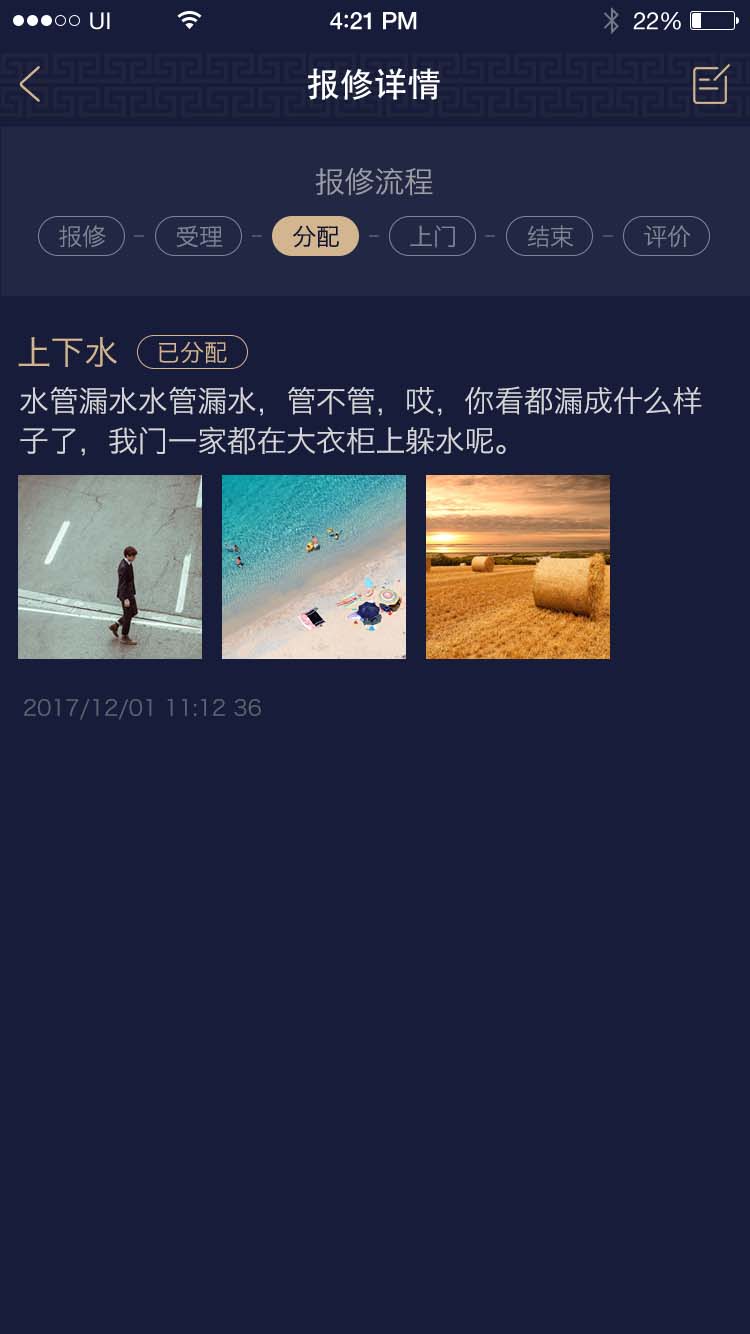 UI 4:21 PM 22%
报修详情
报修流程
报修 - 受理 - 分配 - 上门 - 结束 - 评价
上下水 已分配
水管漏水水管漏水，管不管，哎，你看都漏成什么样
子了，我门一家都在大衣柜上躲水呢。
2017/12/01 11:12 36